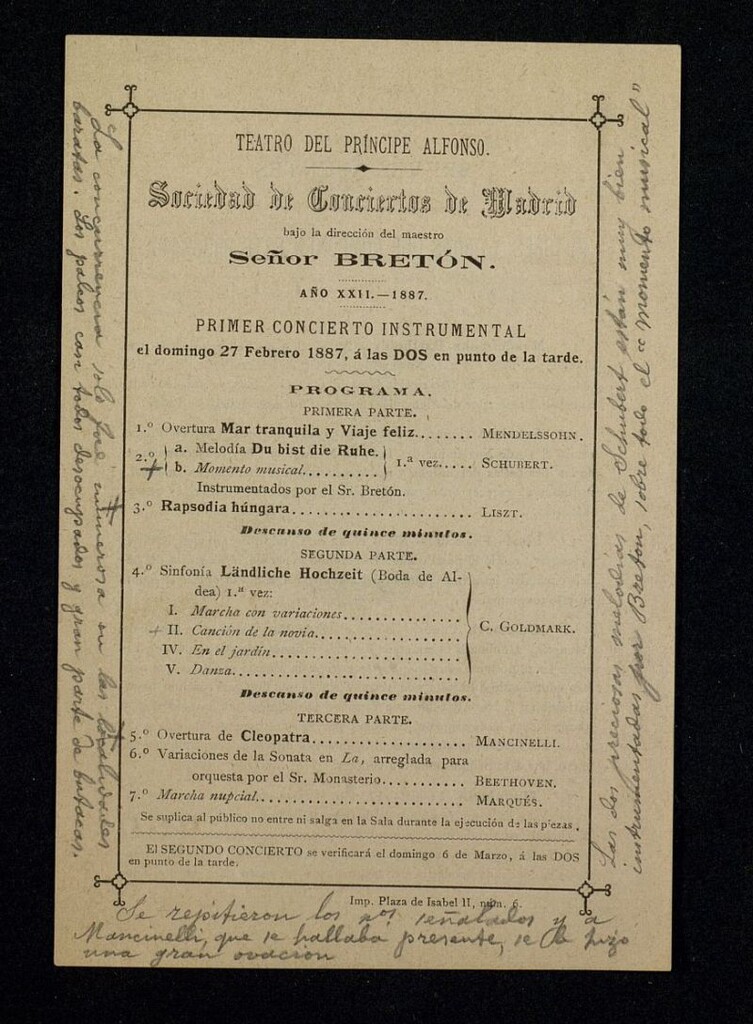 TEATRO DEL PRÍNCIPE ALFONSO.
Sociedad de Conciertos de Madrid
bajo la dirección del maestro
Señor BRETÓN.
AÑO XXII.—1887.
PRIMER CONCIERTO INSTRUMENTAL
el domingo 27 Febrero 1887, á las DOS en punto de la tarde.
PROGRAMA.
PRIMERA PARTE.
1.º Overtura Mar tranquila y Viaje feliz....... MENDELSSOHN.
2.º a. Melodía Du bist die Ruhe. 1.ª vez..... SCHUBERT.
+ b. Momento musical.........
Instrumentados por el Sr. Bretón.
+ 3.º Rapsodia húngara........................ LISZT.
Descanso de quince minutos.
SEGUNDA PARTE.
4.º Sinfonía Ländliche Hochzeit (Boda de Al-
dea) 1.ª vez:
I. Marcha con variaciones................
+ II. Canción de la novia.................... C. GOLDMARK.
IV. En el jardín..........................
V. Danza.................................
Descanso de quince minutos.
TERCERA PARTE.
+ 5.º Overtura de Cleopatra.................... MANCINELLI.
6.º Variaciones de la Sonata en La, arreglada para
orquesta por el Sr. Monasterio............ BEETHOVEN.
7.º Marcha nupcial........................... MARQUÉS.
Se suplica al público no entre ni salga en la Sala durante la ejecución de las piezas.
El SEGUNDO CONCIERTO se verificará el domingo 6 de Marzo, á las DOS
en punto de la tarde.
Imp. Plaza de Isabel II, núm. 6.
Se repitieron los nos. señalados y a
Mancinelli, que se hallaba presente, se le hizo
una gran ovación
La concurrencia solo fué numerosa en las localidades
baratas. Los palcos casi todos desocupados y gran parte de butacas.
Las dos preciosas melodías de Schubert están muy bien
instrumentadas por Bretón, sobre todo el "momento musical"